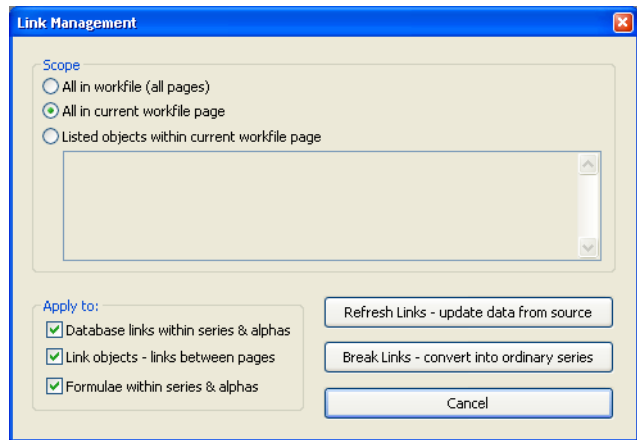 Link Management
Scope
All in workfile (all pages)
All in current workfile page
Listed objects within current workfile page
Apply to:
Database links within series & alphas
Link objects - links between pages
Formulae within series & alphas
Refresh Links - update data from source
Break Links - convert into ordinary series
Cancel